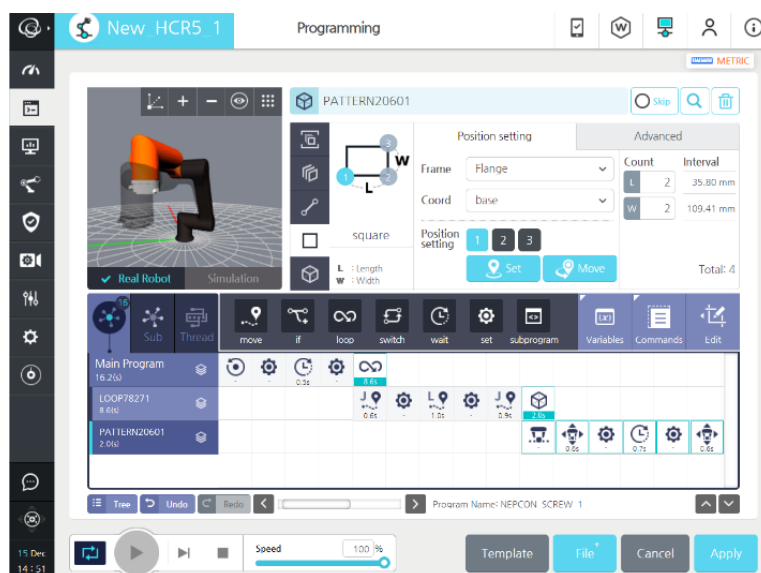 New_HCR5_1
Programming
METRIC
PATTERN20601
Skip
Position setting
Advanced
3
W
1
2
L
square
L : Length
W : Width
Frame
Flange
Coord
base
Position setting
1 2 3
Set
Move
Count
Interval
L 2 35.80 mm
W 2 109.41 mm
Total: 4
Real Robot
Simulation
16
Sub
Thread
move
if
loop
switch
wait
set
subprogram
Variables
Commands
Edit
Main Program
16.2(s)
- - 0.3s - 8.6s
LOOP78271
8.6(s)
J L J
0.6s - 1.0s - 0.9s 2.0s
PATTERN20601
2.0(s)
- 0.6s - 0.7s - 0.6s
Tree
Undo
Redo
Program Name: NEPCON_SCREW_1
15 Dec
14:51
Speed
100 %
Template
File+
Cancel
Apply